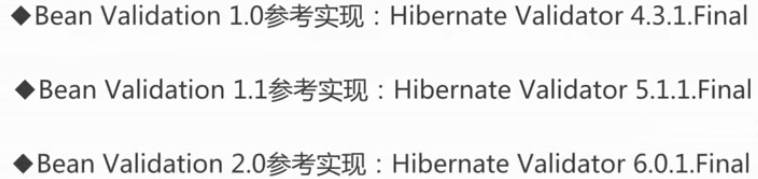 ◆Bean Validation 1.0参考实现：Hibernate Validator 4.3.1.Final
◆Bean Validation 1.1参考实现：Hibernate Validator 5.1.1.Final
◆Bean Validation 2.0参考实现：Hibernate Validator 6.0.1.Final